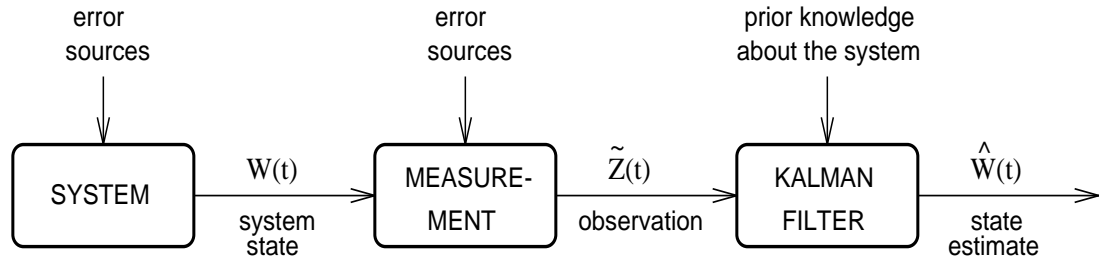 error
sources
error
sources
prior knowledge
about the system
SYSTEM
W(t)
system
state
MEASURE-
MENT
Z̃(t)
observation
KALMAN
FILTER
Ŵ(t)
state
estimate